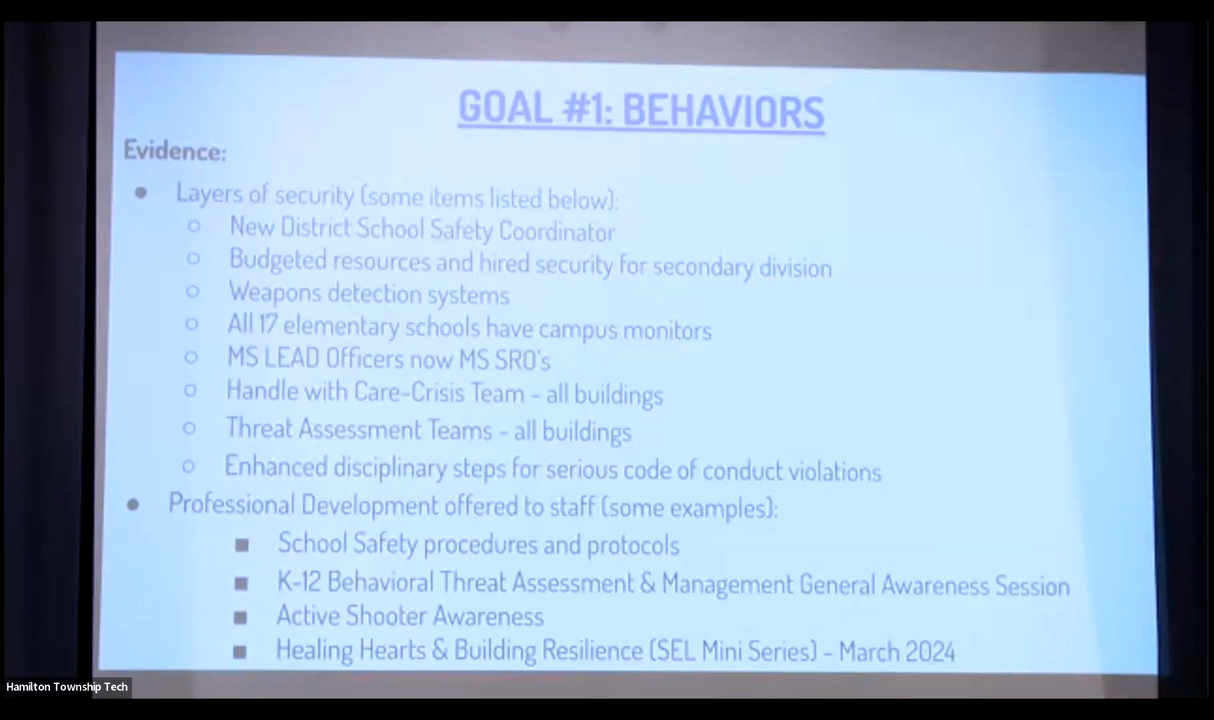 GOAL #1: BEHAVIORS
Evidence:
● Layers of security (some items listed below):
○ New District School Safety Coordinator
○ Budgeted resources and hired security for secondary division
○ Weapons detection systems
○ All 17 elementary schools have campus monitors
○ MS LEAD Officers now MS SRO's
○ Handle with Care-Crisis Team - all buildings
○ Threat Assessment Teams - all buildings
○ Enhanced disciplinary steps for serious code of conduct violations
● Professional Development offered to staff (some examples):
■ School Safety procedures and protocols
■ K-12 Behavioral Threat Assessment & Management General Awareness Session
■ Active Shooter Awareness
■ Healing Hearts & Building Resilience (SEL Mini Series) - March 2024
Hamilton Township Tech